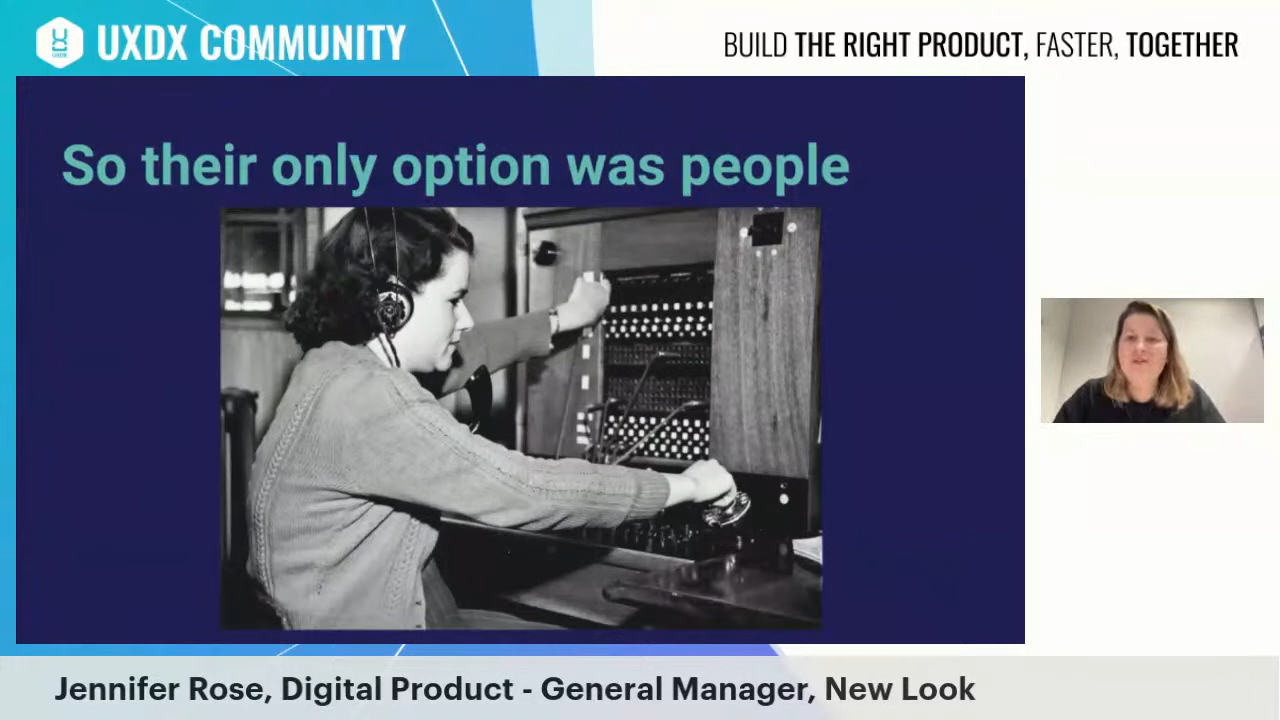 UXDX COMMUNITY
BUILD THE RIGHT PRODUCT, FASTER, TOGETHER
So their only option was people
Jennifer Rose, Digital Product - General Manager, New Look